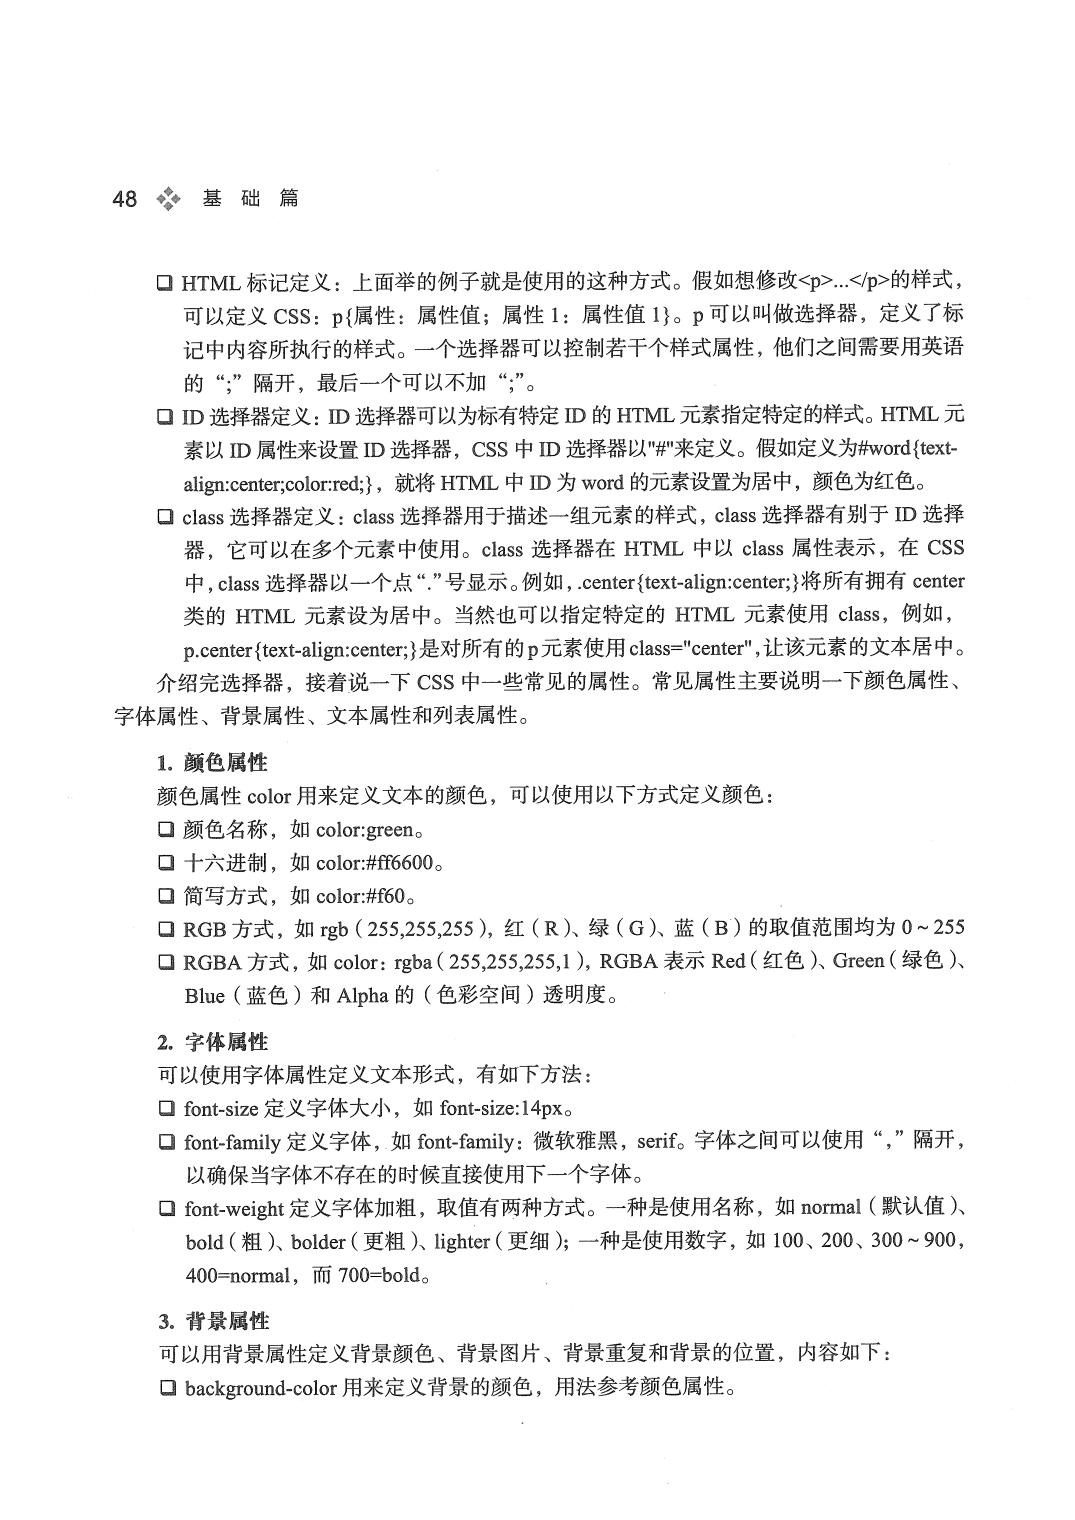 48 基 础 篇
❑ HTML 标记定义：上面举的例子就是使用的这种方式。假如想修改<p>...</p>的样式，
可以定义 CSS：p{属性：属性值；属性 1：属性值 1}。p 可以叫做选择器，定义了标
记中内容所执行的样式。一个选择器可以控制若干个样式属性，他们之间需要用英语
的“;”隔开，最后一个可以不加“;”。
❑ ID 选择器定义：ID 选择器可以为标有特定 ID 的 HTML 元素指定特定的样式。HTML 元
素以 ID 属性来设置 ID 选择器，CSS 中 ID 选择器以"#"来定义。假如定义为#word{text-
align:center;color:red;}，就将 HTML 中 ID 为 word 的元素设置为居中，颜色为红色。
❑ class 选择器定义：class 选择器用于描述一组元素的样式，class 选择器有别于 ID 选择
器，它可以在多个元素中使用。class 选择器在 HTML 中以 class 属性表示，在 CSS
中，class 选择器以一个点“.”号显示。例如，.center{text-align:center;}将所有拥有 center
类的 HTML 元素设为居中。当然也可以指定特定的 HTML 元素使用 class，例如，
p.center{text-align:center;}是对所有的p元素使用class="center"，让该元素的文本居中。
介绍完选择器，接着说一下 CSS 中一些常见的属性。常见属性主要说明一下颜色属性、
字体属性、背景属性、文本属性和列表属性。
1. 颜色属性
颜色属性 color 用来定义文本的颜色，可以使用以下方式定义颜色：
❑ 颜色名称，如 color:green。
❑ 十六进制，如 color:#ff6600。
❑ 简写方式，如 color:#f60。
❑ RGB 方式，如 rgb（255,255,255），红（R）、绿（G）、蓝（B）的取值范围均为 0～255
❑ RGBA 方式，如 color：rgba（255,255,255,1），RGBA 表示 Red（红色）、Green（绿色）、
Blue（蓝色）和 Alpha 的（色彩空间）透明度。
2. 字体属性
可以使用字体属性定义文本形式，有如下方法：
❑ font-size 定义字体大小，如 font-size:14px。
❑ font-family 定义字体，如 font-family：微软雅黑，serif。字体之间可以使用“，”隔开，
以确保当字体不存在的时候直接使用下一个字体。
❑ font-weight 定义字体加粗，取值有两种方式。一种是使用名称，如 normal（默认值）、
bold（粗）、bolder（更粗）、lighter（更细）；一种是使用数字，如 100、200、300～900，
400=normal，而 700=bold。
3. 背景属性
可以用背景属性定义背景颜色、背景图片、背景重复和背景的位置，内容如下：
❑ background-color 用来定义背景的颜色，用法参考颜色属性。